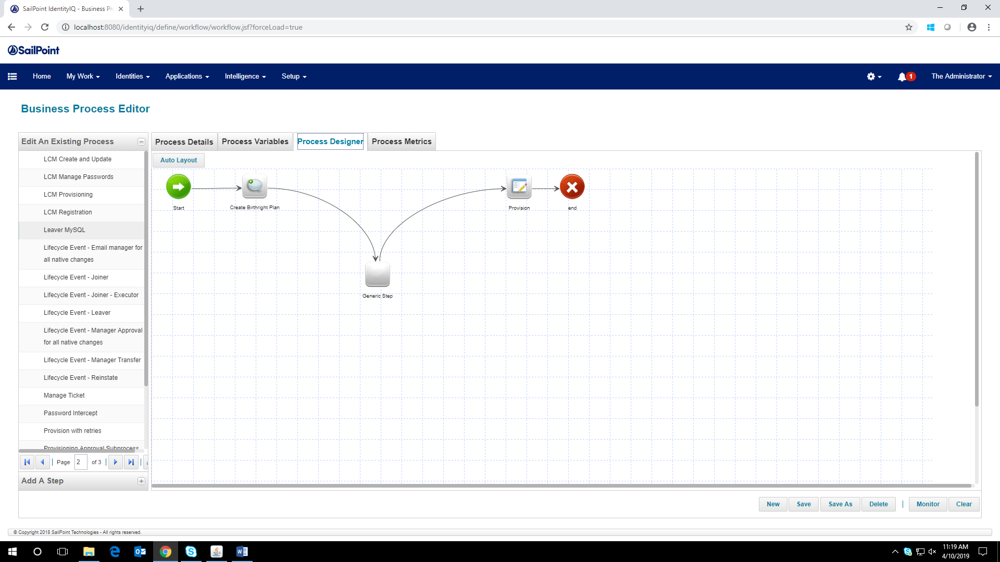 SailPoint IdentityIQ - Business Pr
localhost:8080/identityiq/define/workflow/workflow.jsf?forceLoad=true
SailPoint
Home
My Work
Identities
Applications
Intelligence
Setup
1
The Administrator
Business Process Editor
Edit An Existing Process
LCM Create and Update
LCM Manage Passwords
LCM Provisioning
LCM Registration
Leaver MySQL
Lifecycle Event - Email manager for
all native changes
Lifecycle Event - Joiner
Lifecycle Event - Joiner - Executor
Lifecycle Event - Leaver
Lifecycle Event - Manager Approval
for all native changes
Lifecycle Event - Manager Transfer
Lifecycle Event - Reinstate
Manage Ticket
Password Intercept
Provision with retries
Provisioning Approval Subprocess
Page 2 of 3
Add A Step
Process Details
Process Variables
Process Designer
Process Metrics
Auto Layout
Start
Create Birthright Plan
Generic Step
Provision
end
New
Save
Save As
Delete
Monitor
Clear
© Copyright 2018 SailPoint Technologies - All rights reserved.
11:19 AM
4/10/2019